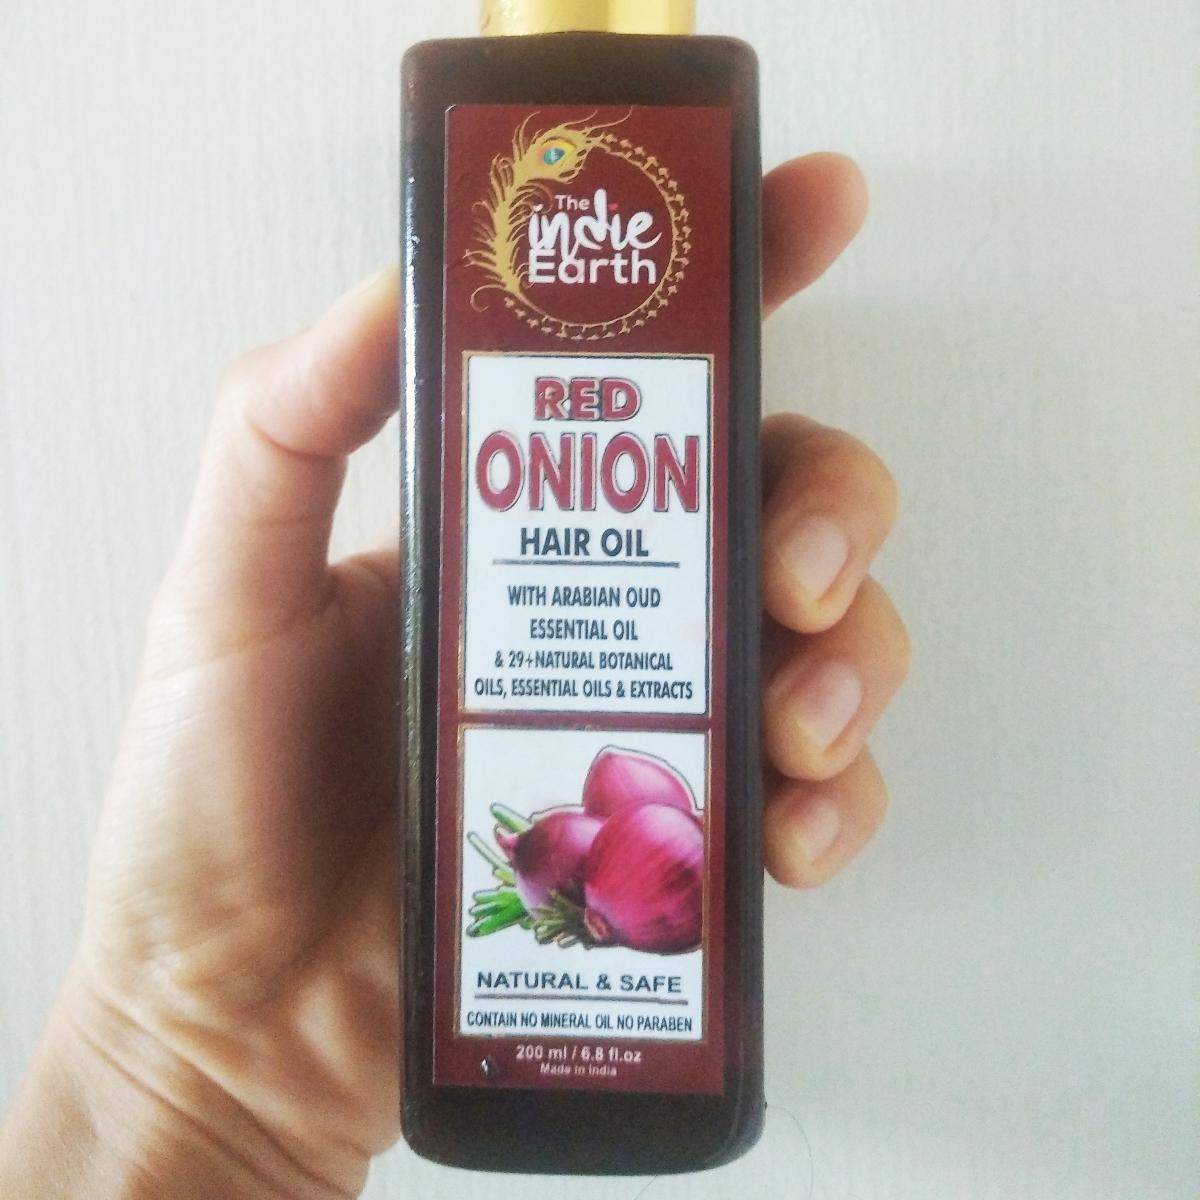 The
indie
Earth
RED
ONION
HAIR OIL
WITH ARABIAN OUD
ESSENTIAL OIL
& 29+NATURAL BOTANICAL
OILS, ESSENTIAL OILS & EXTRACTS
NATURAL & SAFE
CONTAIN NO MINERAL OIL NO PARABEN
200 ml / 6.8 fl.oz
Made in India